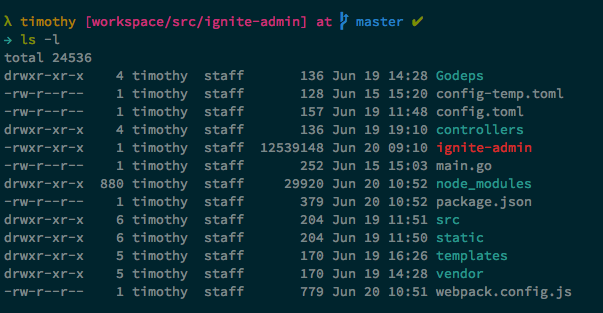 λ timothy [workspace/src/ignite-admin] at master ✔
→ ls -l
total 24536
drwxr-xr-x 4 timothy staff 136 Jun 19 14:28 Godeps
-rw-r--r-- 1 timothy staff 128 Jun 15 15:20 config-temp.toml
-rw-r--r-- 1 timothy staff 157 Jun 19 11:48 config.toml
drwxr-xr-x 4 timothy staff 136 Jun 19 19:10 controllers
-rwxr-xr-x 1 timothy staff 12539148 Jun 20 09:10 ignite-admin
-rw-r--r-- 1 timothy staff 252 Jun 15 15:03 main.go
drwxr-xr-x 880 timothy staff 29920 Jun 20 10:52 node_modules
-rw-r--r-- 1 timothy staff 379 Jun 20 10:52 package.json
drwxr-xr-x 6 timothy staff 204 Jun 19 11:51 src
drwxr-xr-x 6 timothy staff 204 Jun 19 11:50 static
drwxr-xr-x 5 timothy staff 170 Jun 19 16:26 templates
drwxr-xr-x 5 timothy staff 170 Jun 19 14:28 vendor
-rw-r--r-- 1 timothy staff 779 Jun 20 10:51 webpack.config.js